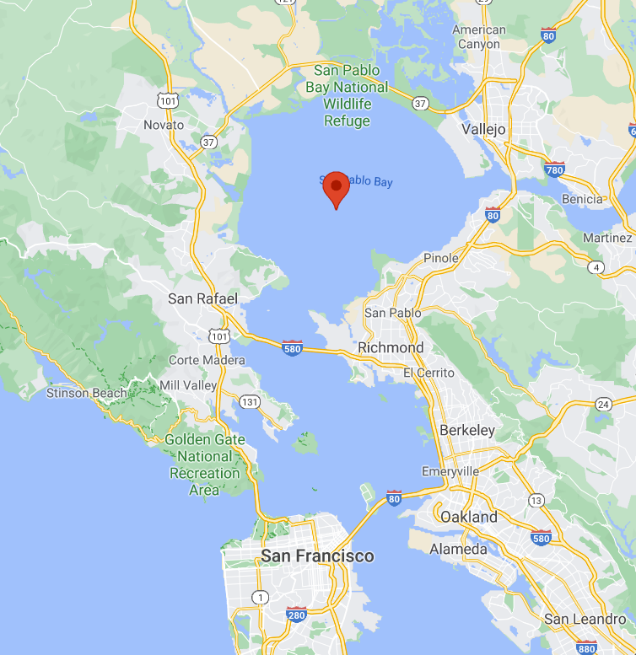 121
29
American
Canyon
80
San Pablo
Bay National
Wildlife
Refuge
101
37
Novato
Vallejo
37
780
Pablo Bay
Benicia
80
Martinez
Pinole
4
San Rafael
San Pablo
101
580
Richmond
Corte Madera
El Cerrito
Mill Valley
Stinson Beach
131
24
Golden Gate
National
Recreation
Area
Berkeley
Emeryville
80
13
Oakland
580
Alameda
San Francisco
1
280
San Leandro
880